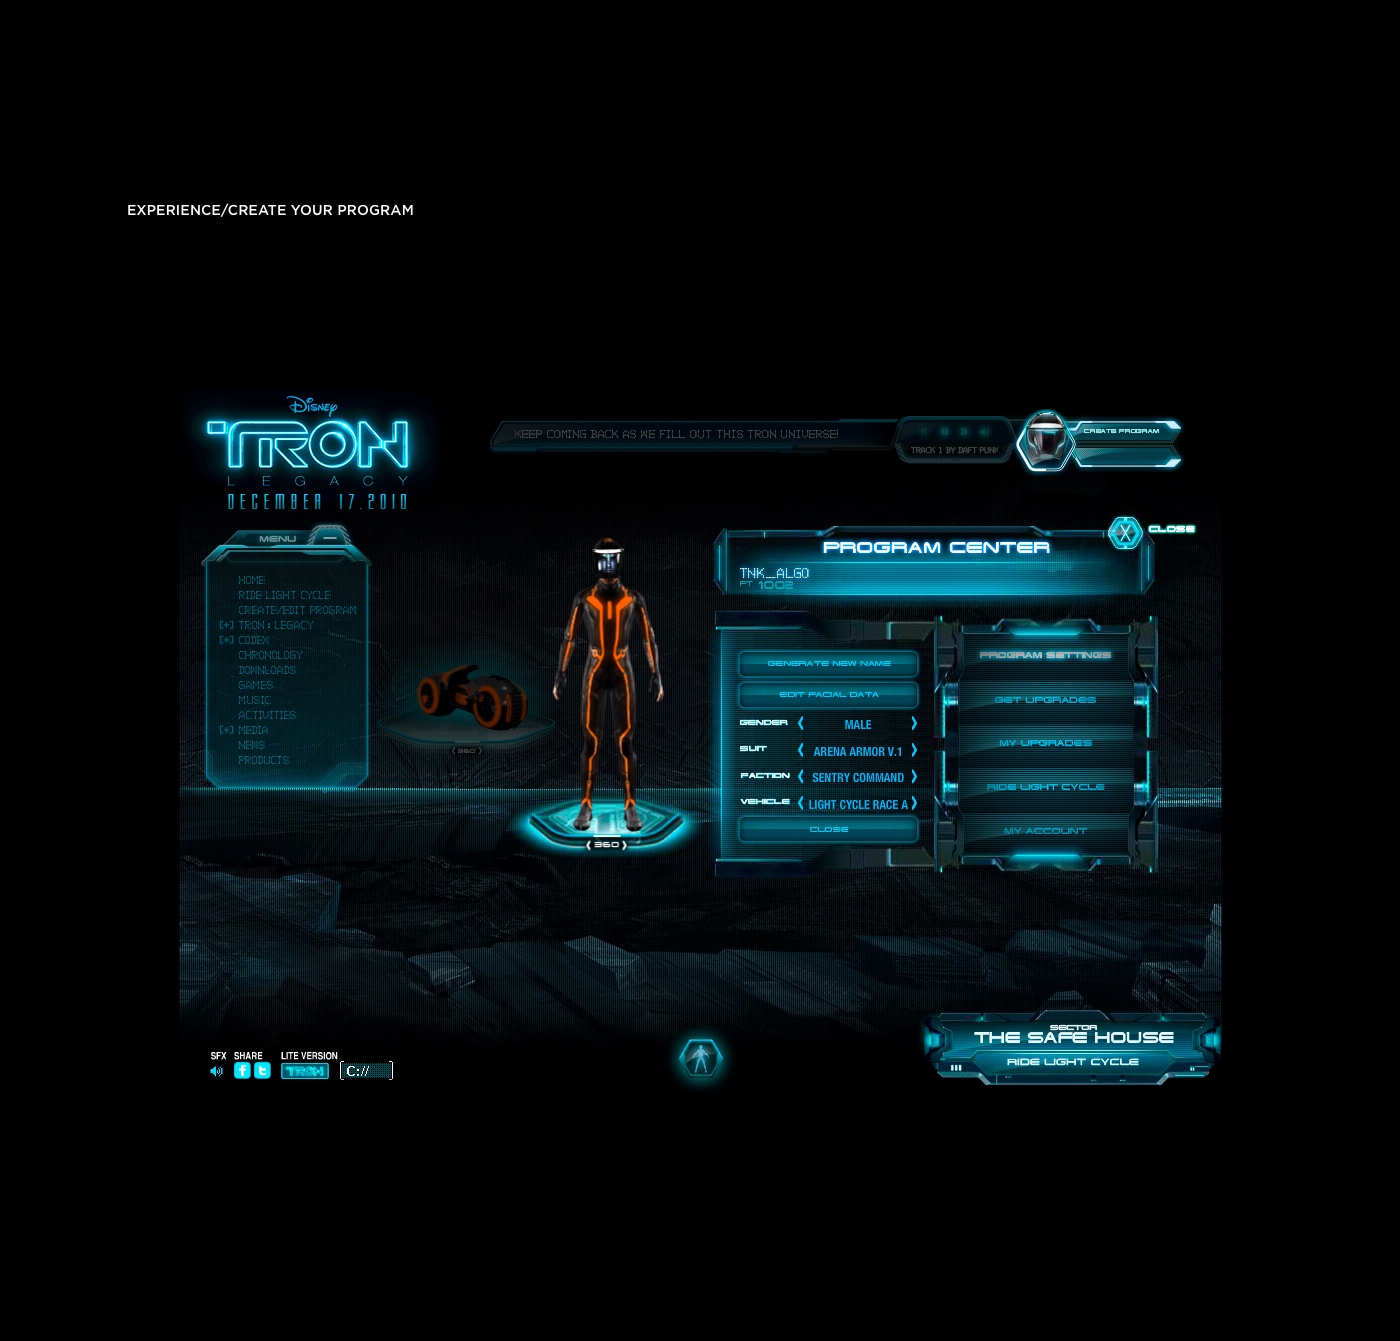 EXPERIENCE/CREATE YOUR PROGRAM
Disney
TRON
LEGACY
DECEMBER 17.2010
KEEP COMING BACK AS WE FILL OUT THIS TRON UNIVERSE!
TRACK 1 BY DAFT PUNK
CREATE PROGRAM
MENU
HOME
RIDE LIGHT CYCLE
CREATE/EDIT PROGRAM
[+] TRON : LEGACY
[+] CODEX
CHRONOLOGY
DOWNLOADS
GAMES
MUSIC
ACTIVITIES
[+] MEDIA
NEWS
PRODUCTS
360
360
X CLOSE
PROGRAM CENTER
TNK_ALGO
PT 1002
GENERATE NEW NAME
EDIT FACIAL DATA
GENDER MALE
SUIT ARENA ARMOR V.1
FACTION SENTRY COMMAND
VEHICLE LIGHT CYCLE RACE A
CLOSE
PROGRAM SETTINGS
GET UPGRADES
MY UPGRADES
RIDE LIGHT CYCLE
MY ACCOUNT
SFX SHARE LITE VERSION
f t TRON C://
SECTOR
THE SAFE HOUSE
RIDE LIGHT CYCLE